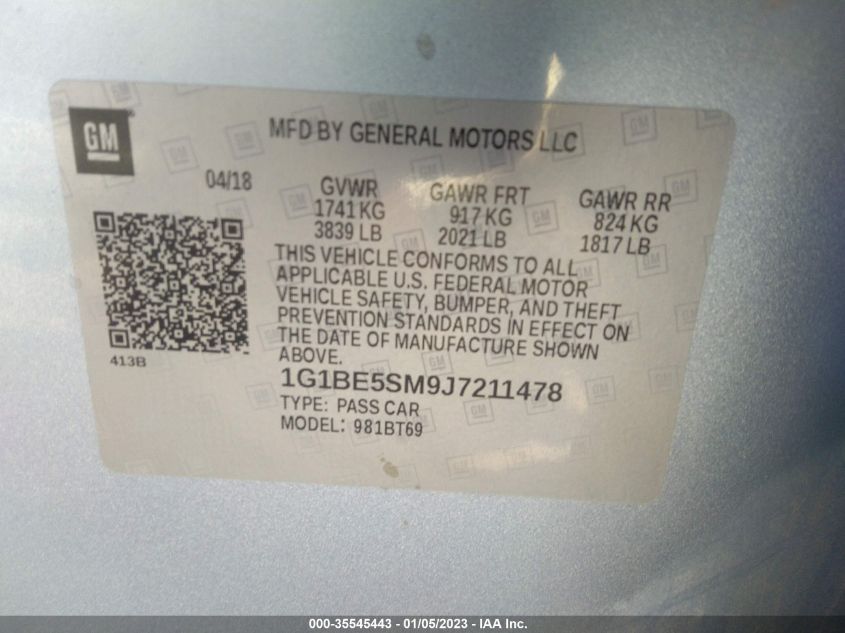 GM
MFD BY GENERAL MOTORS LLC
04/18
GVWR GAWR FRT GAWR RR
1741 KG 917 KG 824 KG
3839 LB 2021 LB 1817 LB
THIS VEHICLE CONFORMS TO ALL
APPLICABLE U.S. FEDERAL MOTOR
VEHICLE SAFETY, BUMPER, AND THEFT
PREVENTION STANDARDS IN EFFECT ON
THE DATE OF MANUFACTURE SHOWN
ABOVE.
413B
1G1BE5SM9J7211478
TYPE: PASS CAR
MODEL: 981BT69
000-35545443 - 01/05/2023 - IAA Inc.